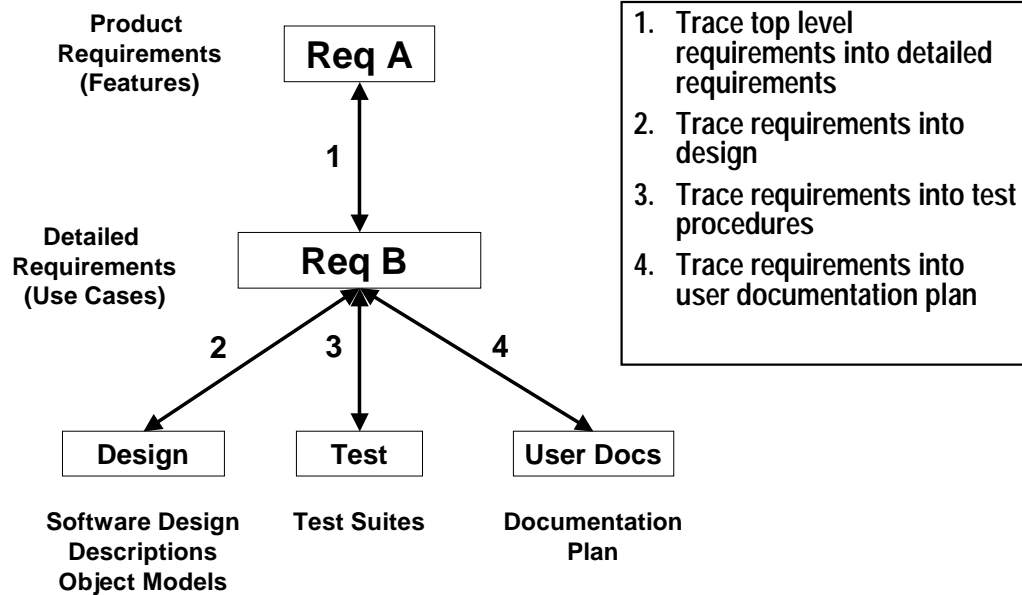 Product
Requirements
(Features)
Req A
1
Detailed
Requirements
(Use Cases)
Req B
2
3
4
Design
Test
User Docs
Software Design
Descriptions
Object Models
Test Suites
Documentation
Plan
1. Trace top level
requirements into detailed
requirements
2. Trace requirements into
design
3. Trace requirements into test
procedures
4. Trace requirements into
user documentation plan